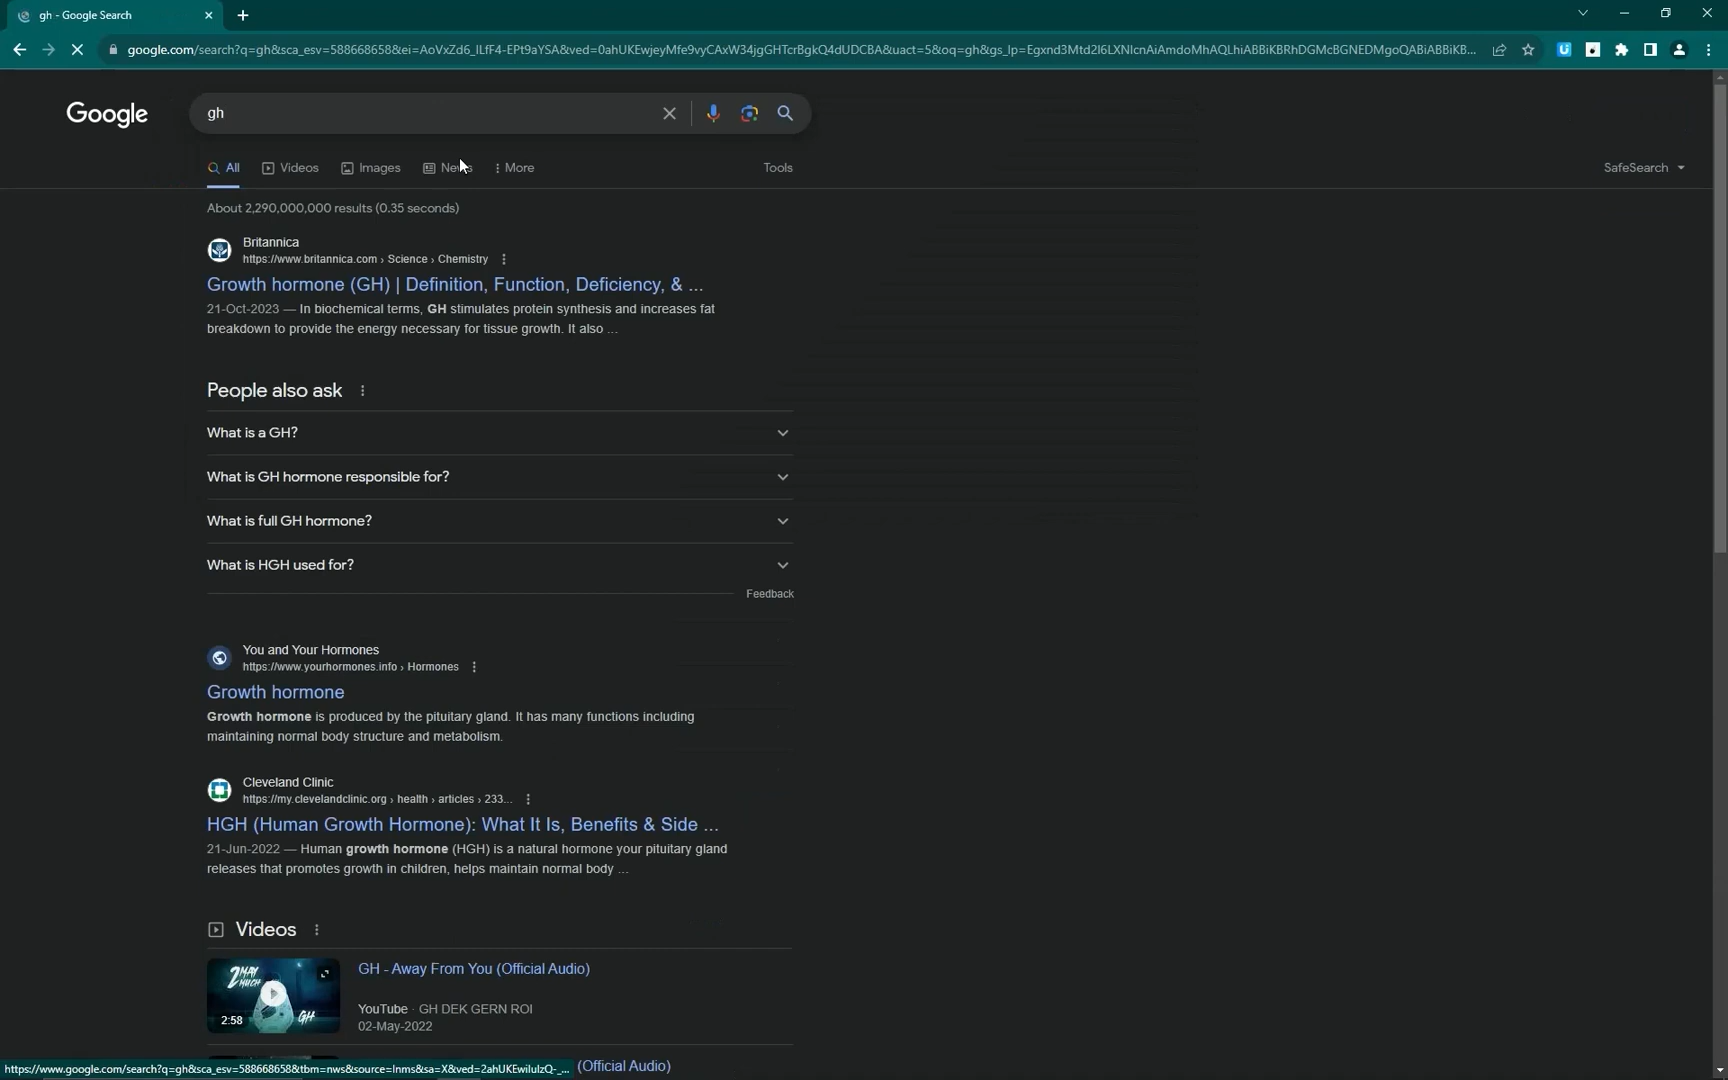 gh - Google Search
google.com/search?q=gh&sca_esv=588668658&ei=AoVxZd6_ILfF4-EPt9aYSA&ved=0ahUKEwjeyMfe9vyCAxW34jgGHTcrBgkQ4dUDCBA&uact=5&oq=gh&gs_lp=Egxnd3Mtd2l6LXNlcnAiAmdoMhAQLhiABBiKBRhDGMcBGNEDMgoQABiABBiKB...
Google
gh
All
Videos
Images
News
More
Tools
SafeSearch
About 2,290,000,000 results (0.35 seconds)
Britannica
https://www.britannica.com › Science › Chemistry
Growth hormone (GH) | Definition, Function, Deficiency, & ...
21-Oct-2023 — In biochemical terms, GH stimulates protein synthesis and increases fat
breakdown to provide the energy necessary for tissue growth. It also ...
People also ask
What is a GH?
What is GH hormone responsible for?
What is full GH hormone?
What is HGH used for?
Feedback
You and Your Hormones
https://www.yourhormones.info › Hormones
Growth hormone
Growth hormone is produced by the pituitary gland. It has many functions including
maintaining normal body structure and metabolism.
Cleveland Clinic
https://my.clevelandclinic.org › health › articles › 233...
HGH (Human Growth Hormone): What It Is, Benefits & Side ...
21-Jun-2022 — Human growth hormone (HGH) is a natural hormone your pituitary gland
releases that promotes growth in children, helps maintain normal body ...
Videos
2 MAY
MUCH
GH
2:58
GH - Away From You (Official Audio)
YouTube · GH DEK GERN ROI
02-May-2022
(Official Audio)
https://www.google.com/search?q=gh&sca_esv=588668658&tbm=nws&source=lnms&sa=X&ved=2ahUKEwiIulzQ-_...